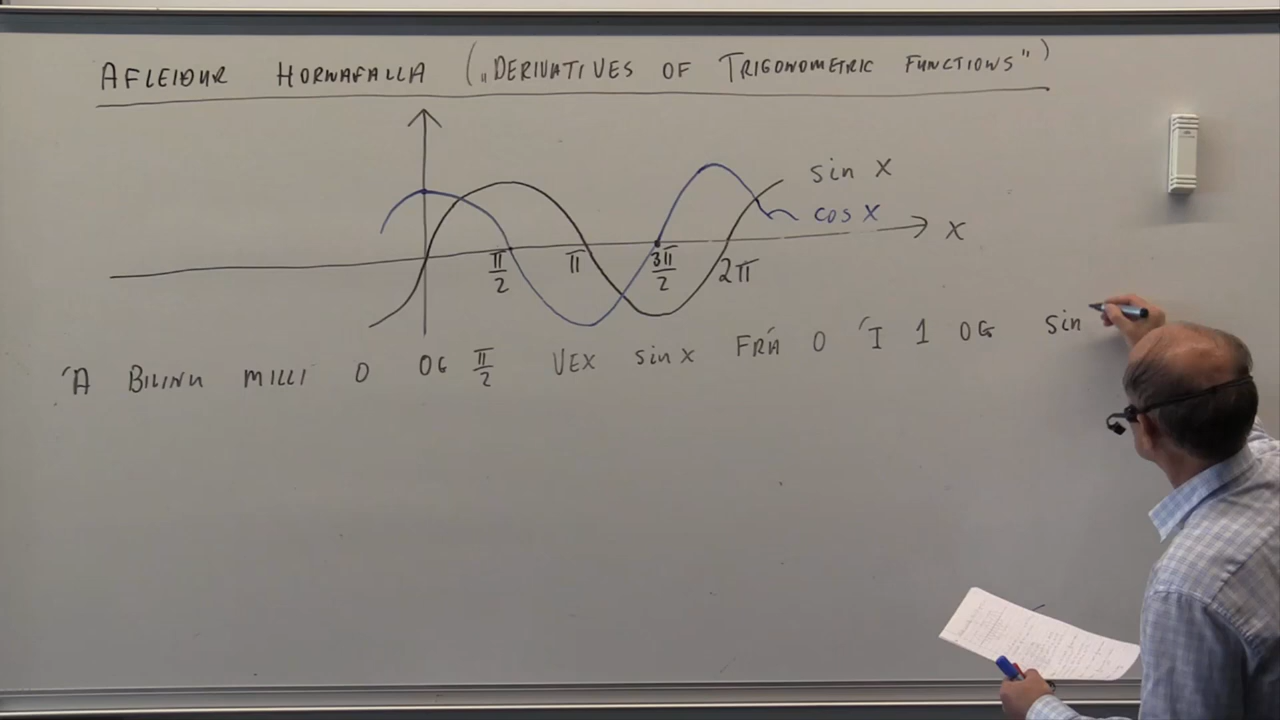 AFLEIÐUR HORNAFALLA („DERIVATIVES OF TRIGONOMETRIC FUNCTIONS")
sin x
cos x
x
π/2
π
3π/2
2π
Á BILINU MILLI 0 OG π/2 VEX sin x FRÁ 0 Í 1 OG sin